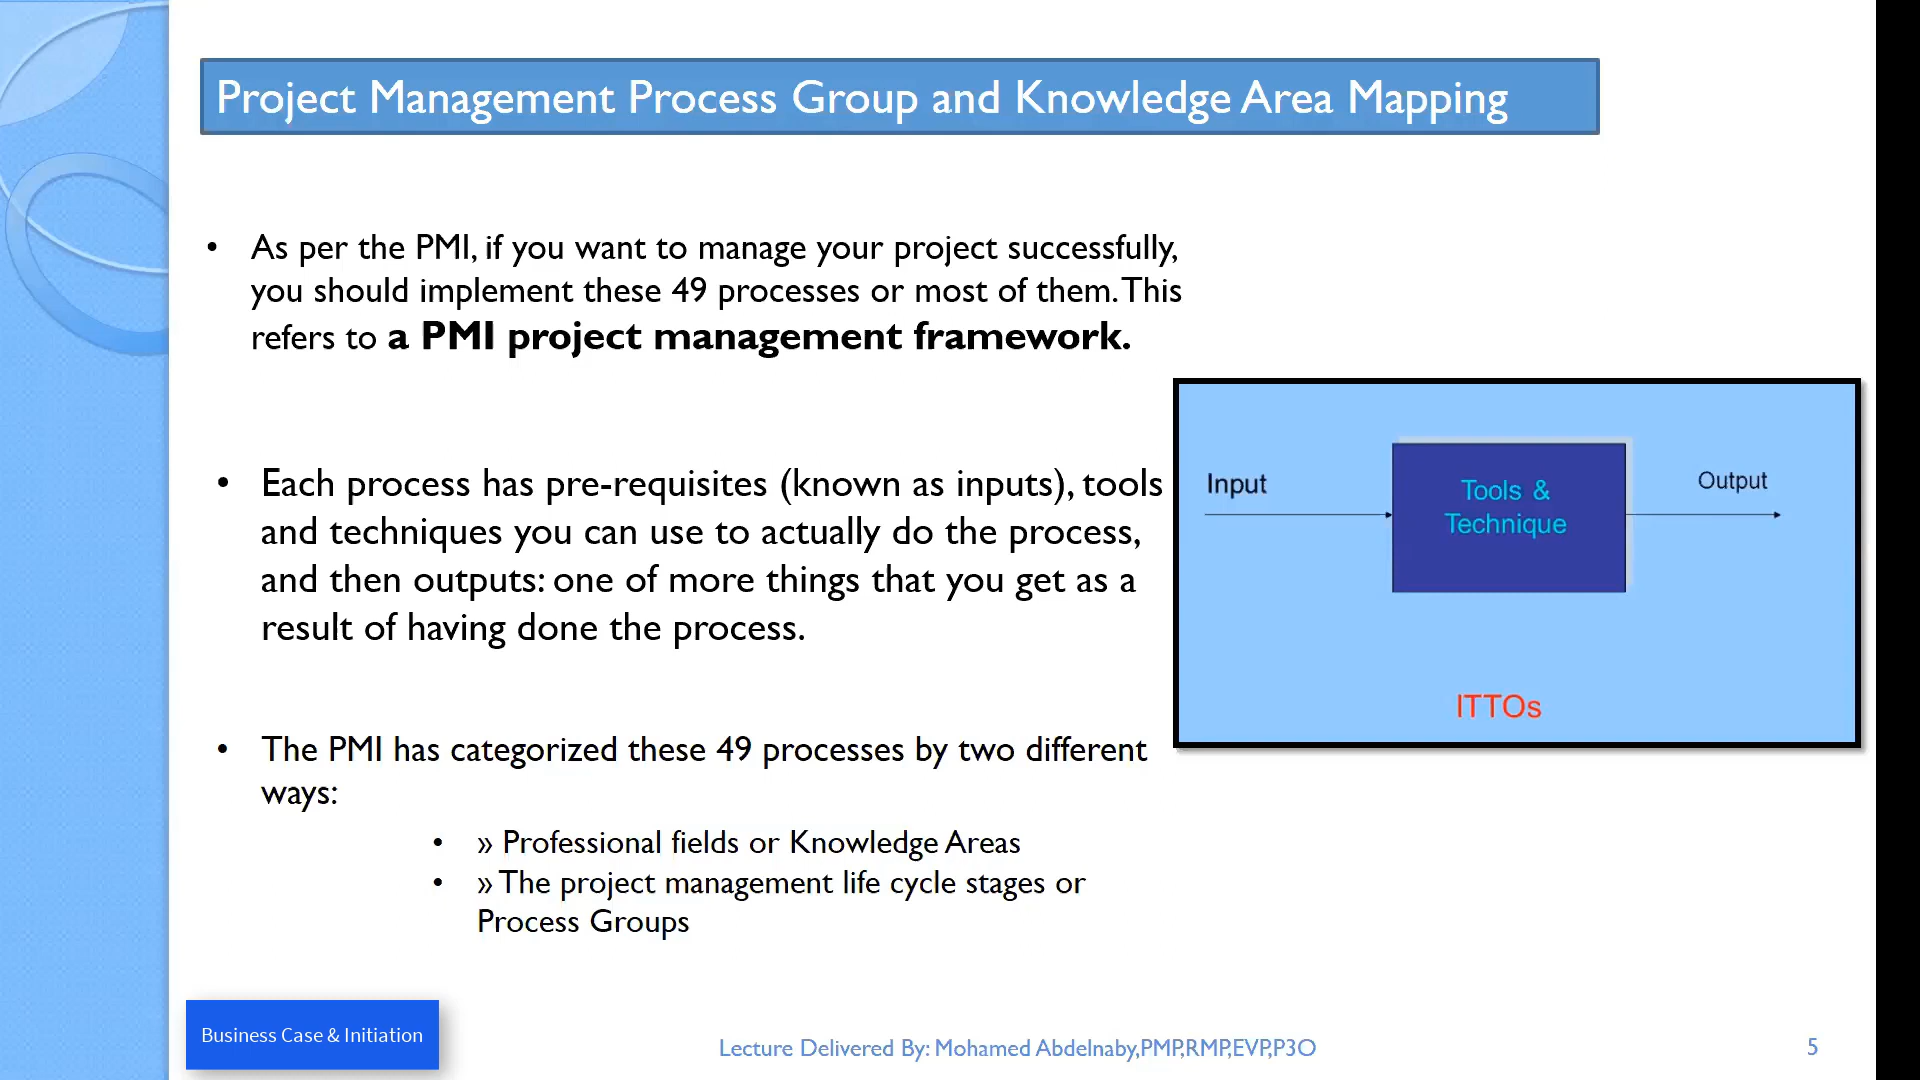 Project Management Process Group and Knowledge Area Mapping
• As per the PMI, if you want to manage your project successfully,
you should implement these 49 processes or most of them. This
refers to a PMI project management framework.
• Each process has pre-requisites (known as inputs), tools
and techniques you can use to actually do the process,
and then outputs: one of more things that you get as a
result of having done the process.
Input
Tools &
Technique
Output
ITTOs
• The PMI has categorized these 49 processes by two different
ways:
• » Professional fields or Knowledge Areas
• » The project management life cycle stages or
Process Groups
Business Case & Initiation
Lecture Delivered By: Mohamed Abdelnaby,PMP,RMP,EVP,P3O
5